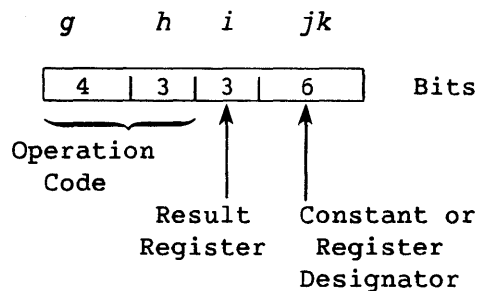 g h i jk
4 3 3 6 Bits
Operation
Code
Result Constant or
Register Register
Designator